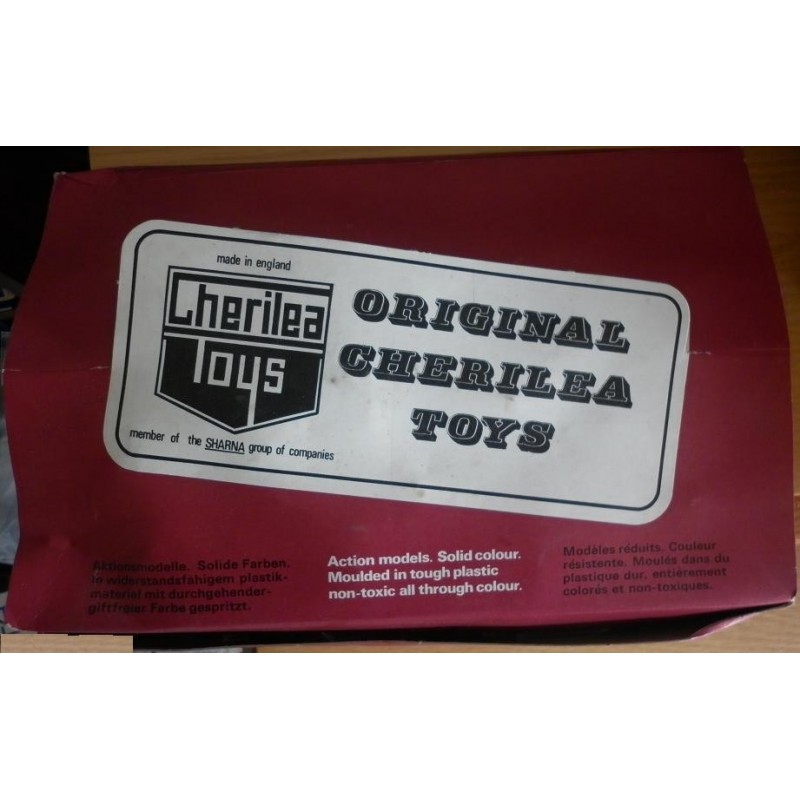 made in england
Cherilea
Toys
member of the SHARNA group of companies
ORIGINAL
CHERILEA
TOYS
Aktionsmodelle. Solide Farben.
In widerstandsfähigem plastik-
material mit durchgehender-
giftfreier Farbe gespritzt.
Action models. Solid colour.
Moulded in tough plastic
non-toxic all through colour.
Modèles réduits. Couleur
résistente. Moulés dans du
plastique dur, entièrement
colorés et non-toxiques.